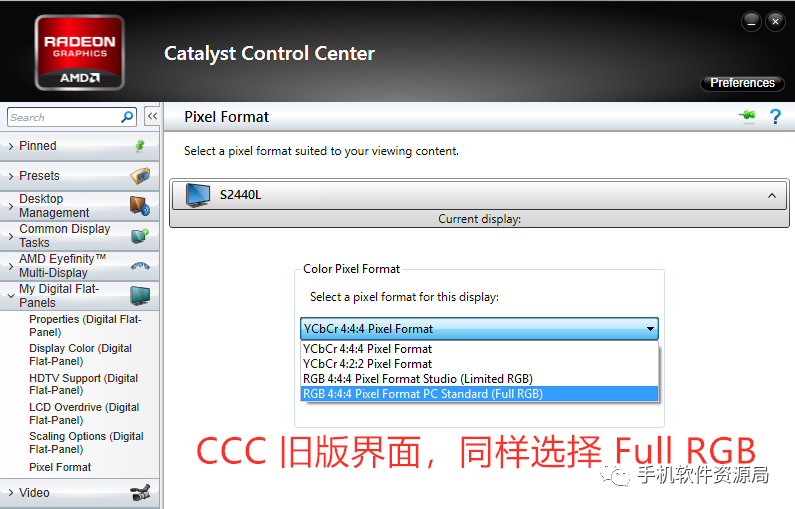 RADEON
GRAPHICS
AMD
Catalyst Control Center
Preferences
Search
Pixel Format
Pinned
Select a pixel format suited to your viewing content.
Presets
S2440L
Desktop
Management
Current display:
Common Display
Tasks
AMD Eyefinity™
Multi-Display
Color Pixel Format
My Digital Flat-
Panels
Select a pixel format for this display:
Properties (Digital Flat-
Panel)
YCbCr 4:4:4 Pixel Format
Display Color (Digital
Flat-Panel)
YCbCr 4:4:4 Pixel Format
YCbCr 4:2:2 Pixel Format
HDTV Support (Digital
Flat-Panel)
RGB 4:4:4 Pixel Format Studio (Limited RGB)
RGB 4:4:4 Pixel Format PC Standard (Full RGB)
LCD Overdrive (Digital
Flat-Panel)
Scaling Options (Digital
Flat-Panel)
Pixel Format
CCC 旧版界面，同样选择 Full RGB
手机软件资源局
Video